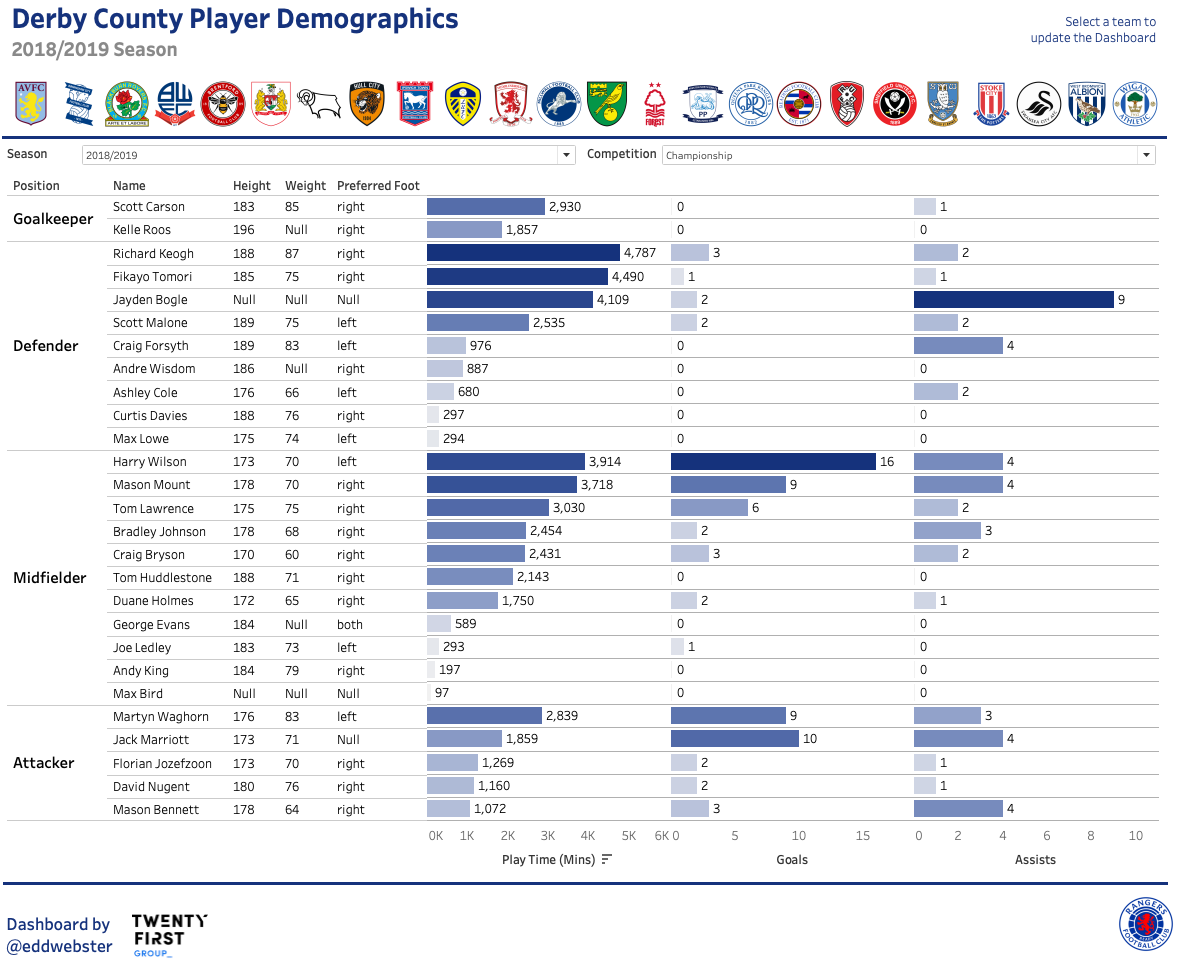 Derby County Player Demographics
2018/2019 Season
Select a team to
update the Dashboard
AVFC
HULL CITY
FOREST
PP
QPR
STOKE
ALBION
WIGAN
ATHLETIC
Season 2018/2019 Competition Championship
Position Name Height Weight Preferred Foot
Goalkeeper
Scott Carson 183 85 right 2,930 0 1
Kelle Roos 196 Null right 1,857 0 0
Defender
Richard Keogh 188 87 right 4,787 3 2
Fikayo Tomori 185 75 right 4,490 1 1
Jayden Bogle Null Null Null 4,109 2 9
Scott Malone 189 75 left 2,535 2 2
Craig Forsyth 189 83 left 976 0 4
Andre Wisdom 186 Null right 887 0 0
Ashley Cole 176 66 left 680 0 2
Curtis Davies 188 76 right 297 0 0
Max Lowe 175 74 left 294 0 0
Midfielder
Harry Wilson 173 70 left 3,914 16 4
Mason Mount 178 70 right 3,718 9 4
Tom Lawrence 175 75 right 3,030 6 2
Bradley Johnson 178 68 right 2,454 2 3
Craig Bryson 170 60 right 2,431 3 2
Tom Huddlestone 188 71 right 2,143 0 0
Duane Holmes 172 65 right 1,750 2 1
George Evans 184 Null both 589 0 0
Joe Ledley 183 73 left 293 1 0
Andy King 184 79 right 197 0 0
Max Bird Null Null Null 97 0 0
Attacker
Martyn Waghorn 176 83 left 2,839 9 3
Jack Marriott 173 71 Null 1,859 10 4
Florian Jozefzoon 173 70 right 1,269 2 1
David Nugent 180 76 right 1,160 2 1
Mason Bennett 178 64 right 1,072 3 4
0K 1K 2K 3K 4K 5K 6K 0 5 10 15 0 2 4 6 8 10
Play Time (Mins) Goals Assists
Dashboard by
@eddwebster
TWENTY
FIRST
GROUP_
RANGERS
FOOTBALL CLUB